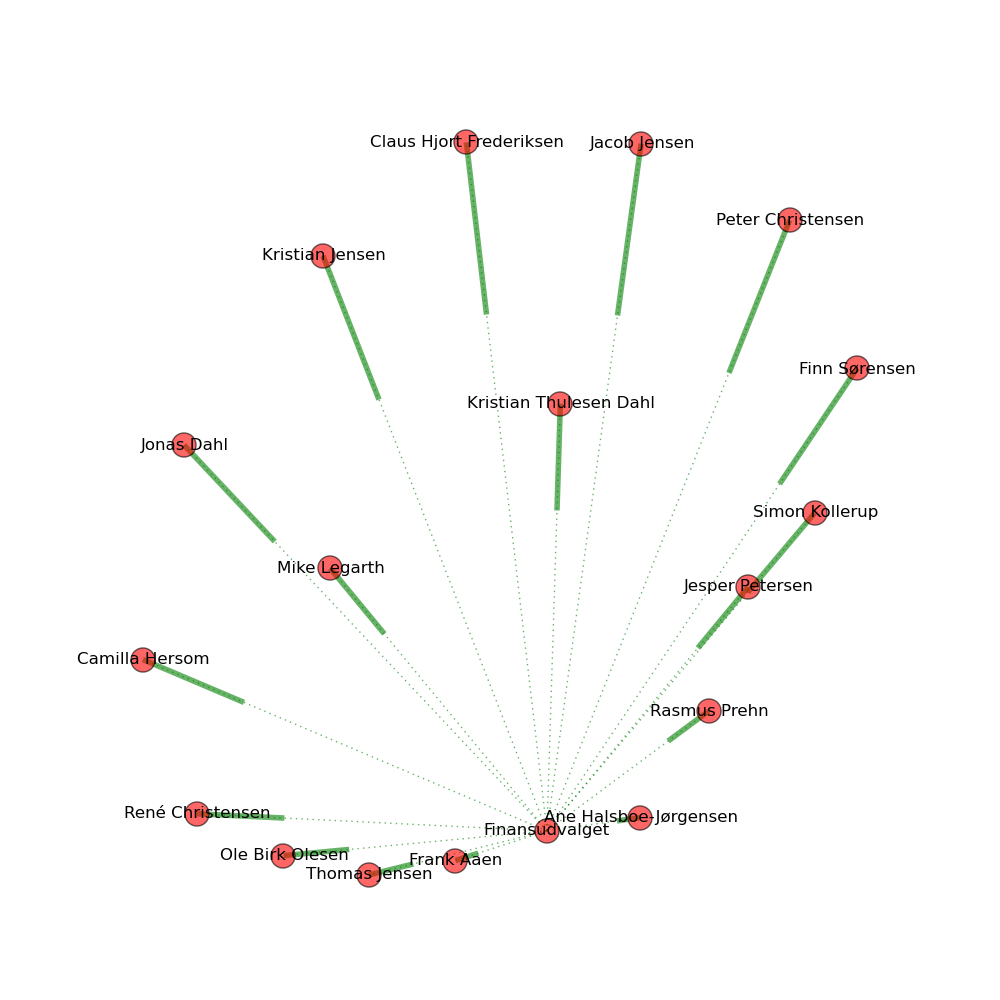 Claus Hjort Frederiksen
Jacob Jensen
Peter Christensen
Kristian Jensen
Finn Sørensen
Kristian Thulesen Dahl
Jonas Dahl
Simon Kollerup
Mike Legarth
Jesper Petersen
Camilla Hersom
Rasmus Prehn
René Christensen
Ane Halsboe-Jørgensen
Finansudvalget
Ole Birk Olesen
Frank Aaen
Thomas Jensen